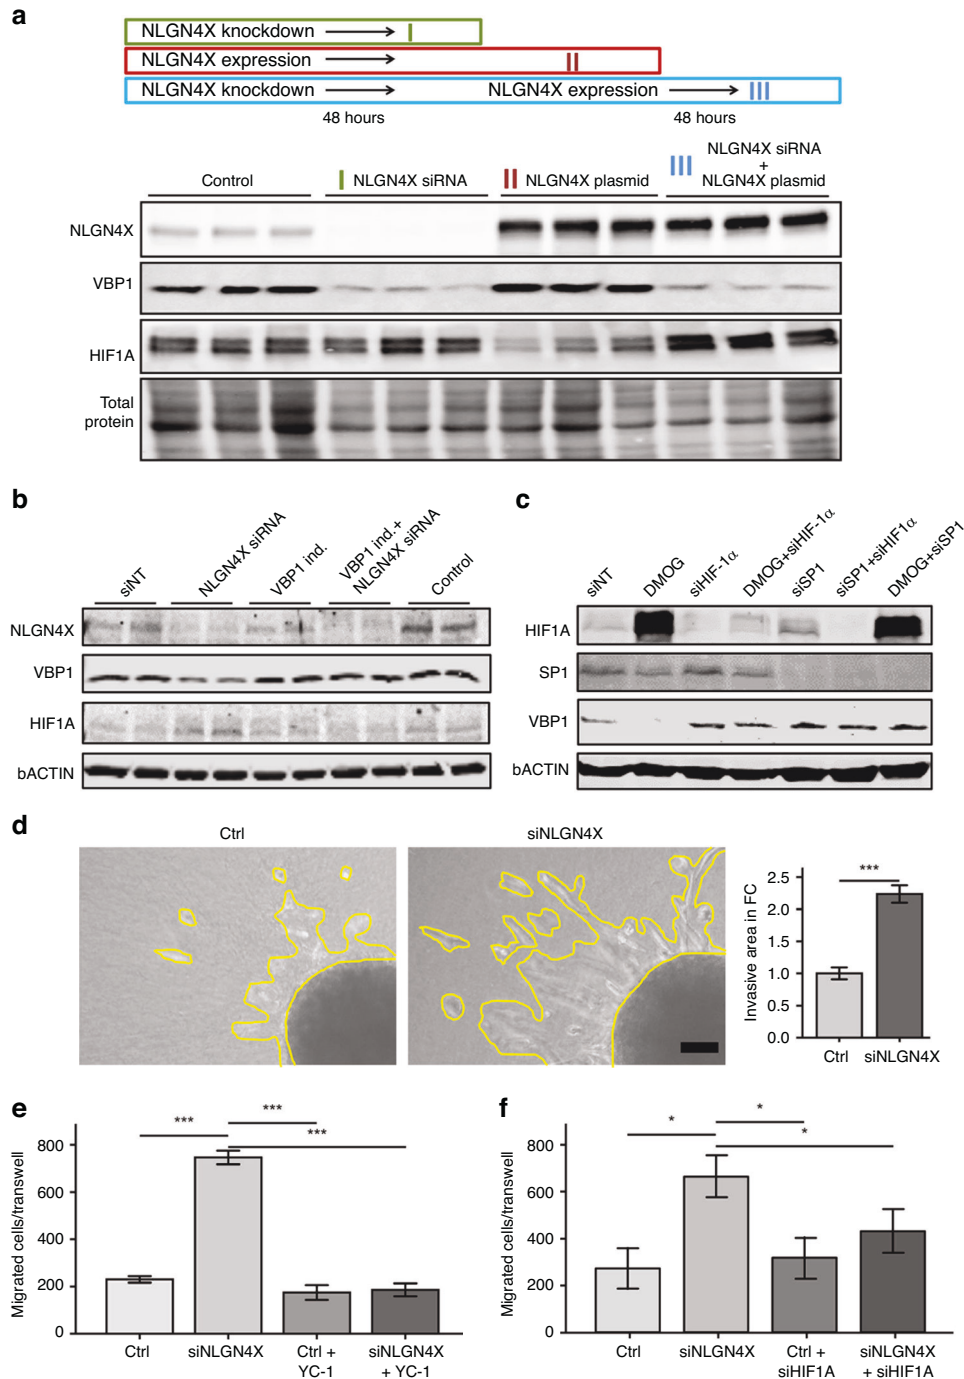 a
NLGN4X knockdown
NLGN4X expression
NLGN4X knockdown NLGN4X expression
48 hours 48 hours
Control
NLGN4X siRNA
NLGN4X plasmid
NLGN4X siRNA
+
NLGN4X plasmid
NLGN4X
VBP1
HIF1A
Total
protein
b
siNT
NLGN4X siRNA
VBP1 ind.
VBP1 ind.+
NLGN4X siRNA
Control
NLGN4X
VBP1
HIF1A
bACTIN
c
siNT
DMOG
siHIF-1α
DMOG+siHIF-1α
siSP1
siSP1+siHIF1α
DMOG+siSP1
HIF1A
SP1
VBP1
bACTIN
d
Ctrl
siNLGN4X
Invasive area in FC
2.5
2.0
1.5
1.0
0.5
0.0
***
Ctrl
siNLGN4X
e
Migrated cells/transwell
800
600
400
200
0
***
***
***
Ctrl
siNLGN4X
Ctrl +
YC-1
siNLGN4X
+ YC-1
f
Migrated cells/transwell
800
600
400
200
0
*
*
*
Ctrl
siNLGN4X
Ctrl +
siHIF1A
siNLGN4X
+ siHIF1A